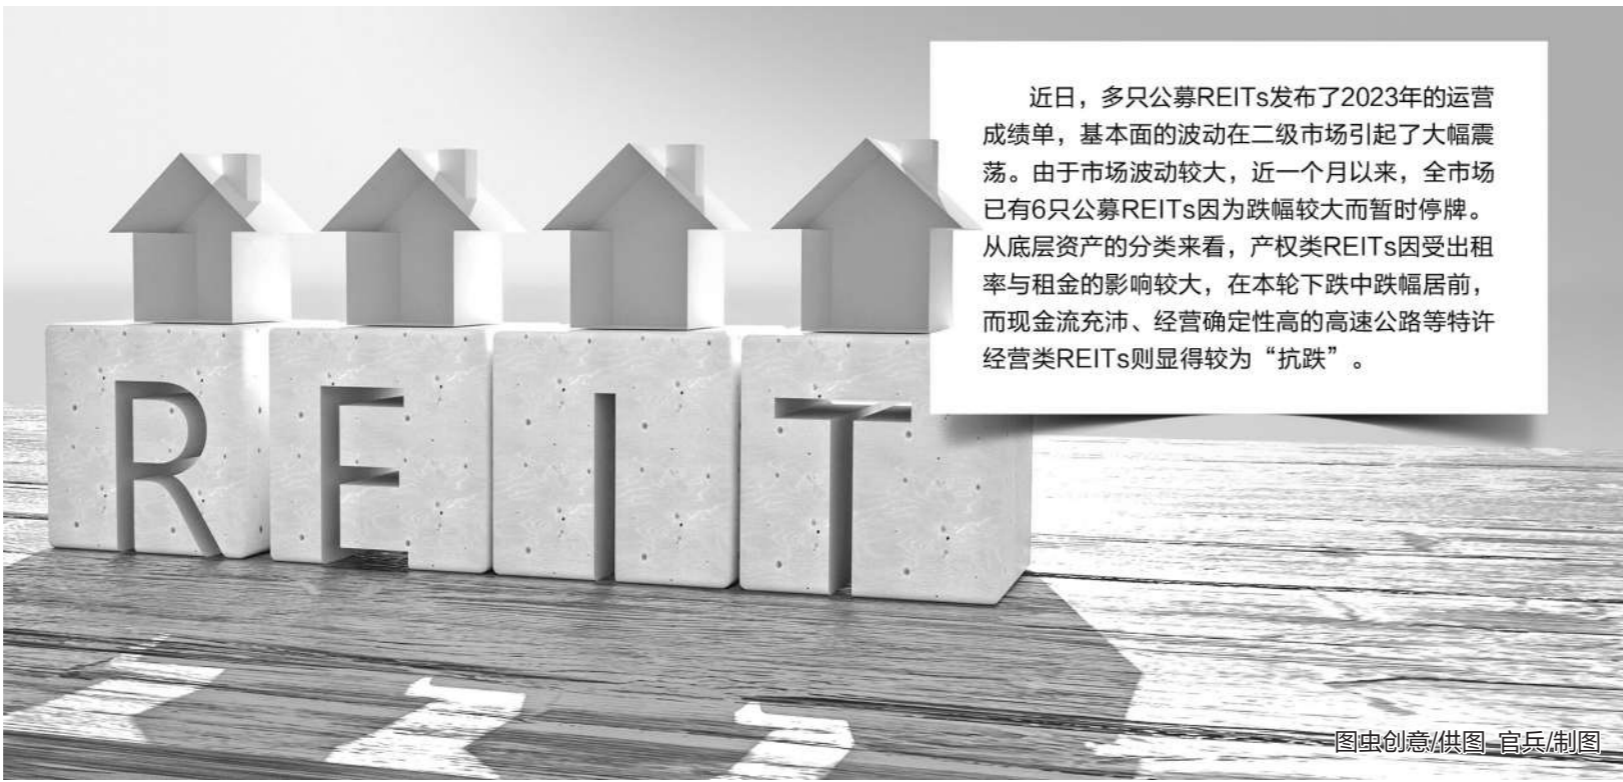 近日，多只公募REITs发布了2023年的运营
成绩单，基本面的波动在二级市场引起了大幅震
荡。由于市场波动较大，近一个月以来，全市场
已有6只公募REITs因为跌幅较大而暂时停牌。
从底层资产的分类来看，产权类REITs因受出租
率与租金的影响较大，在本轮下跌中跌幅居前，
而现金流充沛、经营确定性高的高速公路等特许
经营类REITs则显得较为“抗跌”。
REIT
图虫创意/供图 官兵/制图